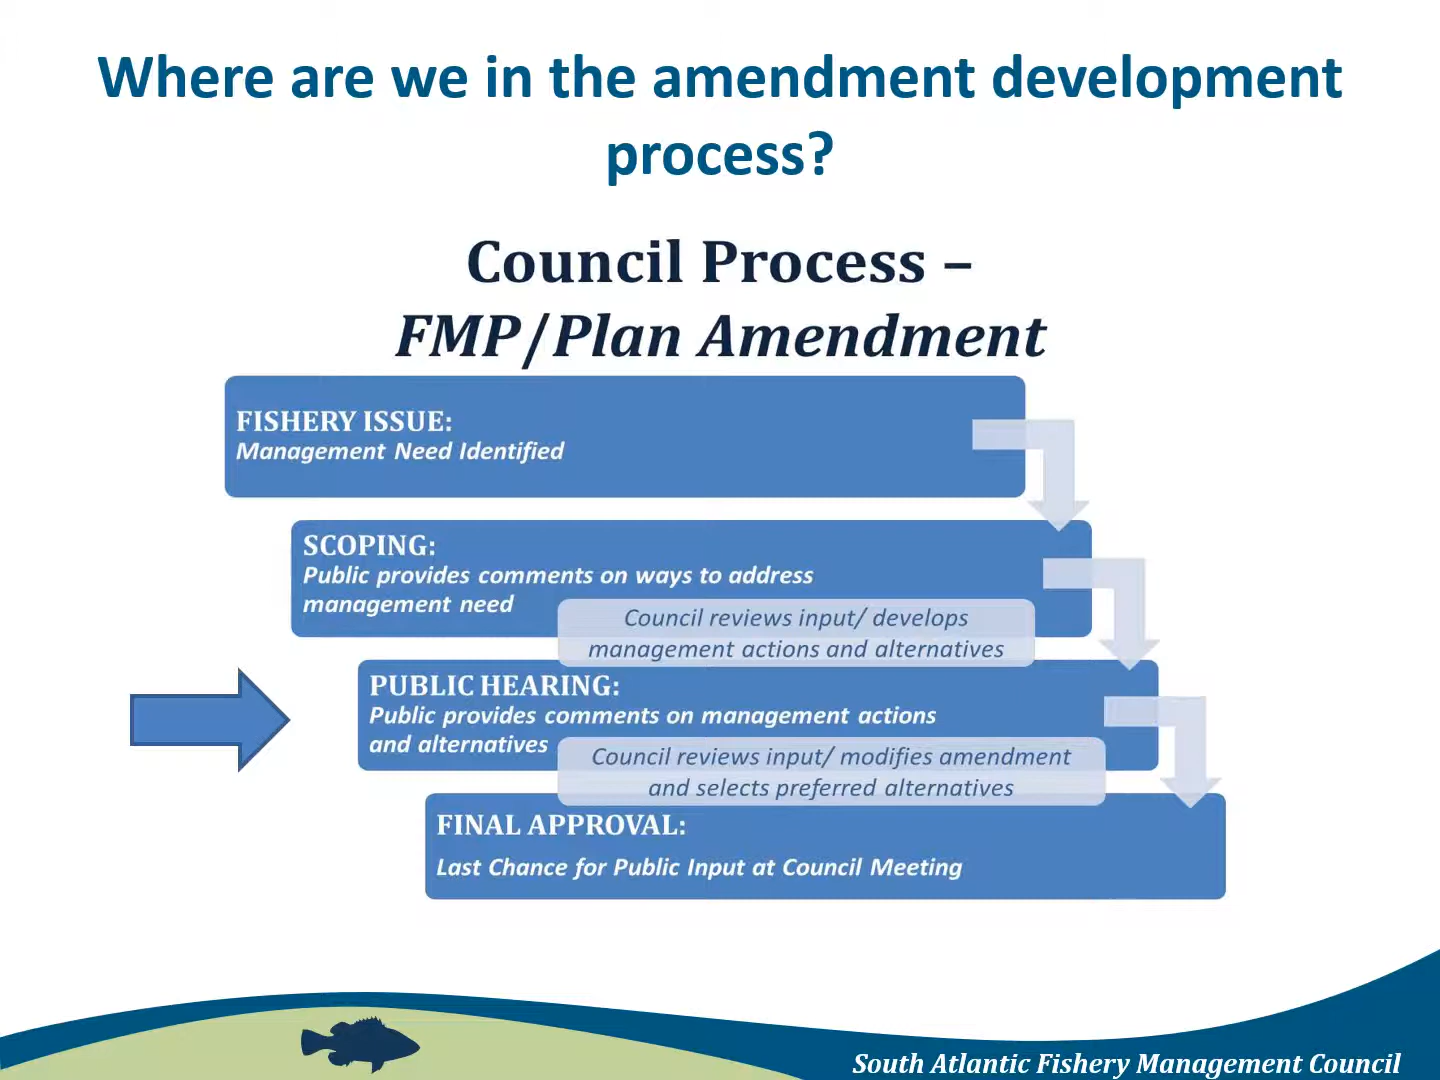 Where are we in the amendment development
process?
Council Process –
FMP/Plan Amendment
FISHERY ISSUE:
Management Need Identified
SCOPING:
Public provides comments on ways to address
management need
Council reviews input/ develops
management actions and alternatives
PUBLIC HEARING:
Public provides comments on management actions
and alternatives
Council reviews input/ modifies amendment
and selects preferred alternatives
FINAL APPROVAL:
Last Chance for Public Input at Council Meeting
South Atlantic Fishery Management Council